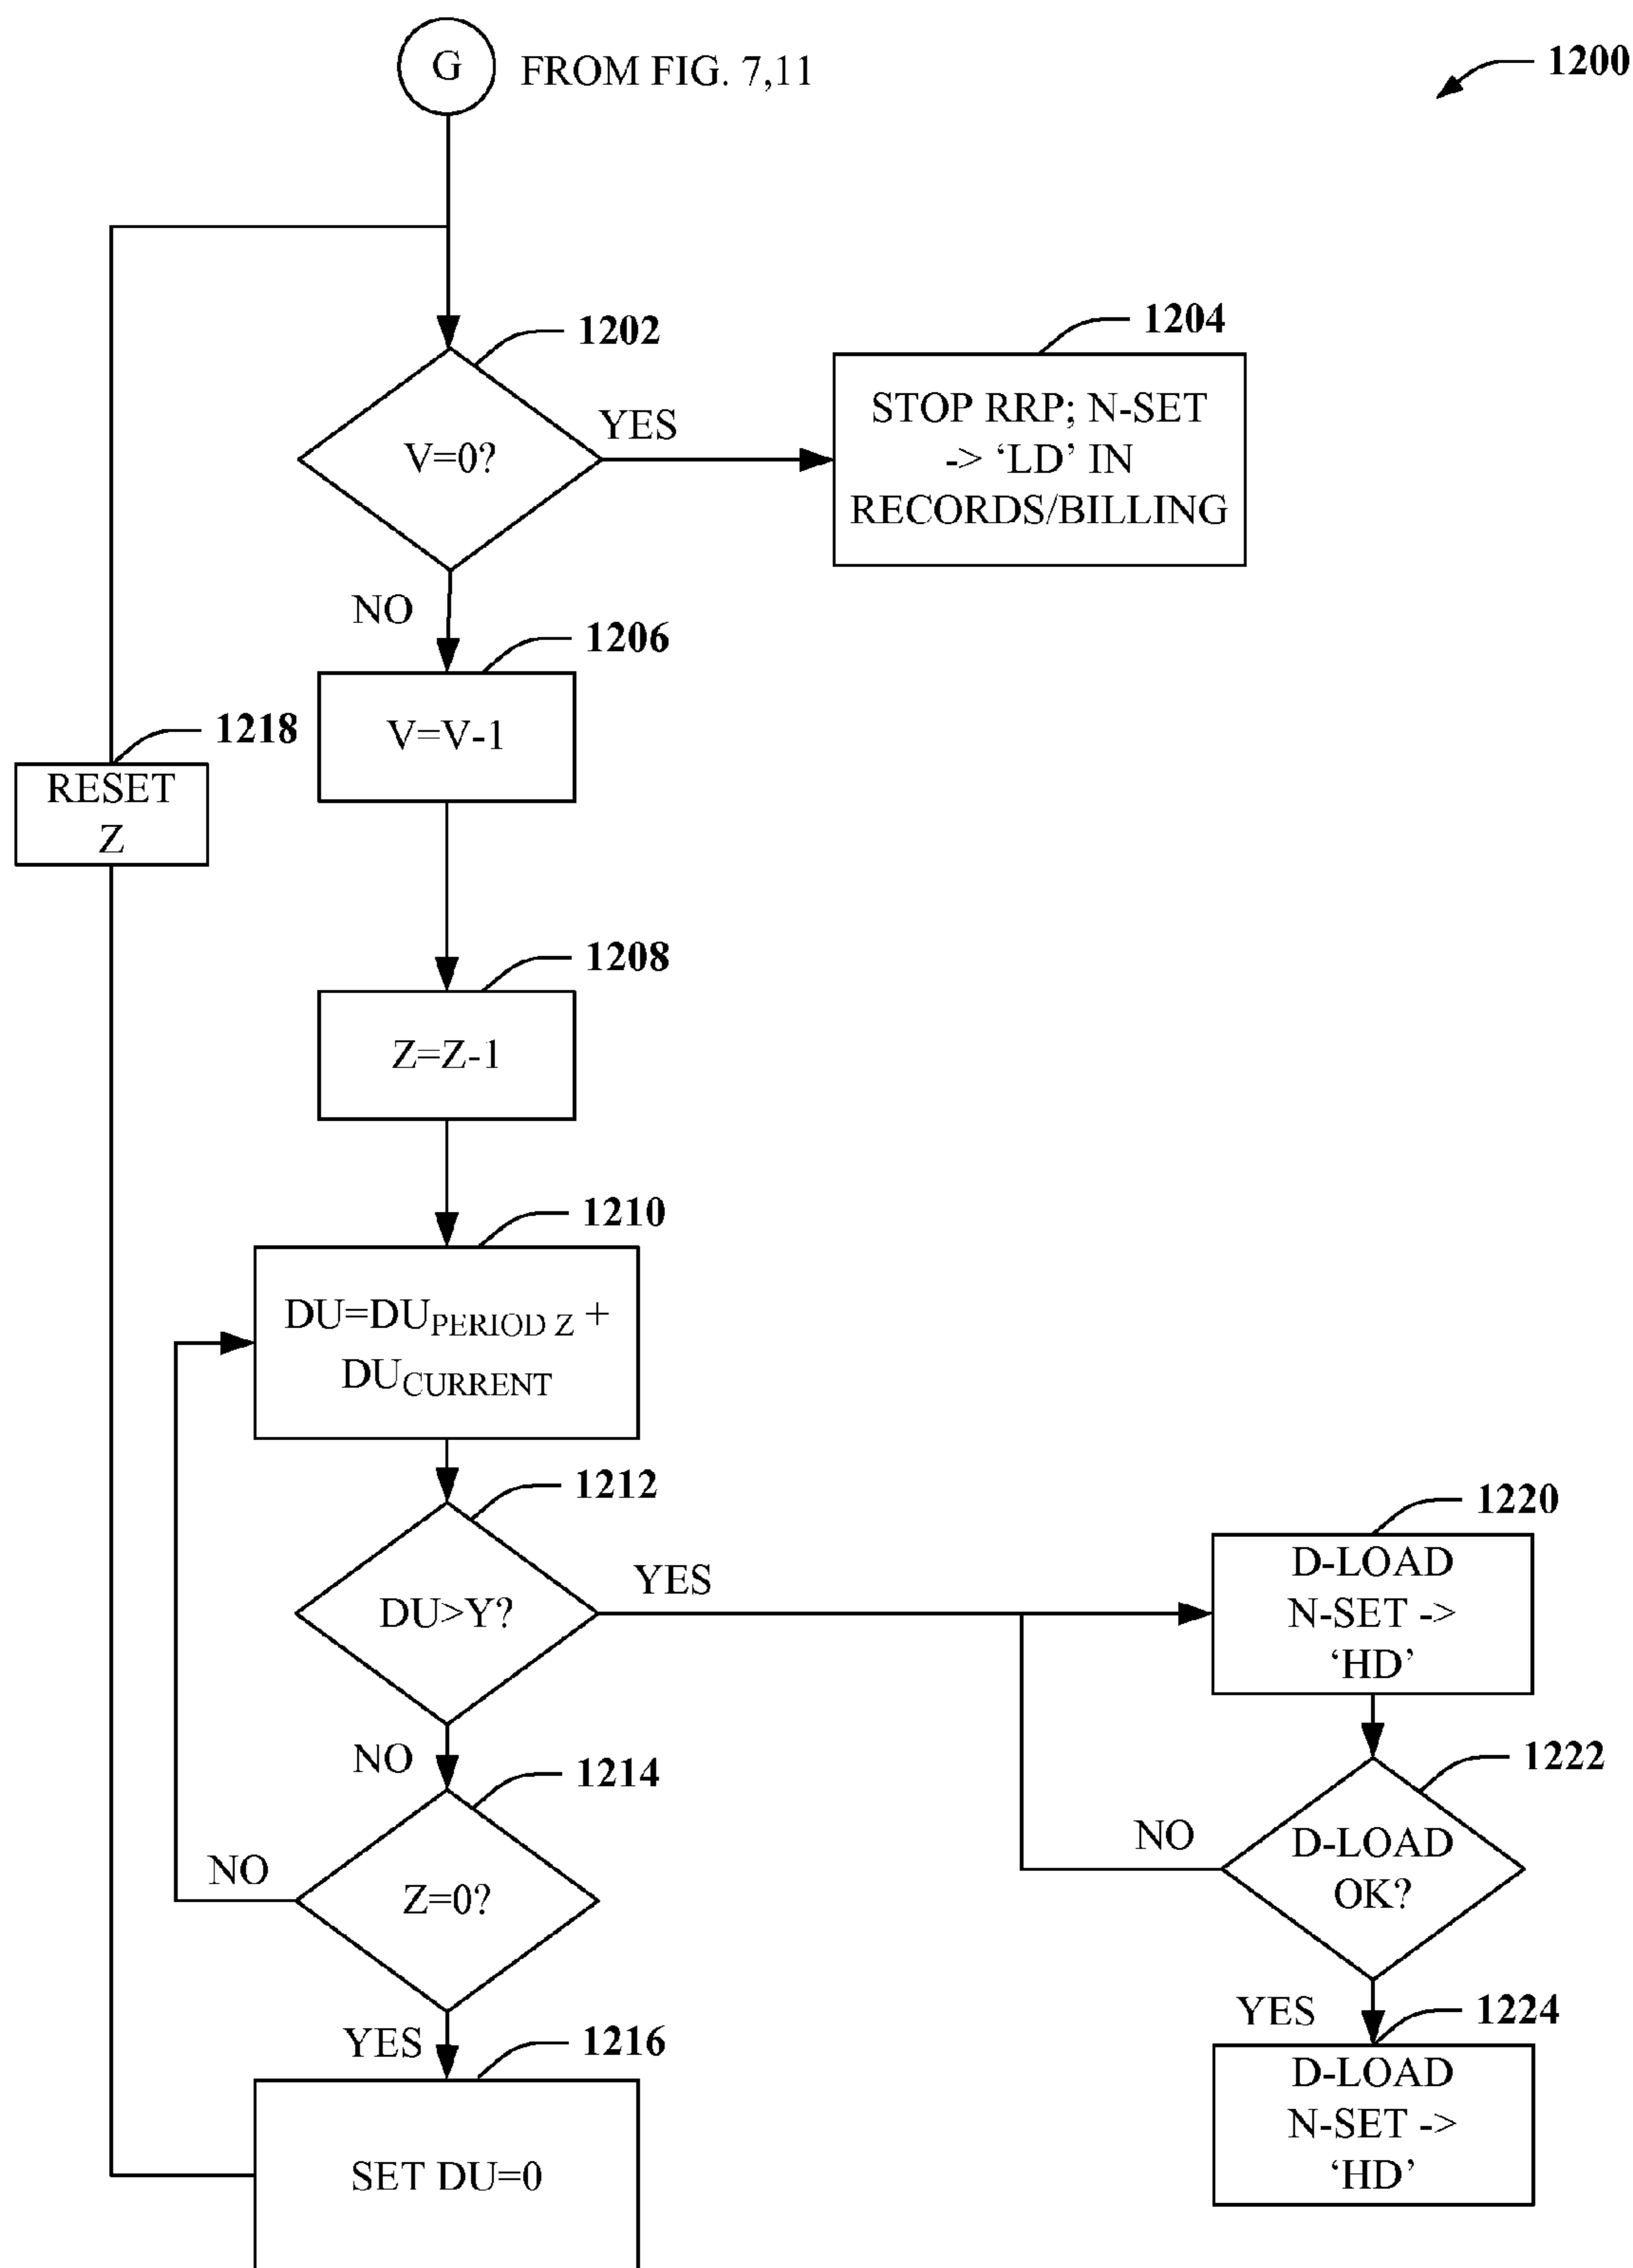 G FROM FIG. 7,11
1200
1202
V=0?
YES
NO
1204
STOP RRP; N-SET
-> ‘LD’ IN
RECORDS/BILLING
1206
V=V-1
1218
RESET
Z
1208
Z=Z-1
1210
DU=DUPERIOD Z +
DUCURRENT
1212
DU>Y?
YES
NO
1214
Z=0?
NO
YES
1216
SET DU=0
1220
D-LOAD
N-SET ->
‘HD’
1222
D-LOAD
OK?
NO
YES
1224
D-LOAD
N-SET ->
‘HD’